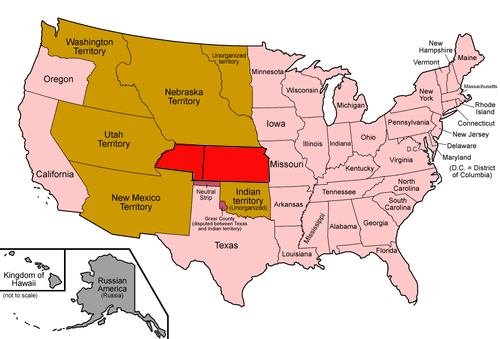 Washington
Territory
Oregon
California
Unorganized
territory
Nebraska
Territory
Utah
Territory
New Mexico
Territory
Minnesota
Wisconsin
Michigan
Iowa
Illinois
Indiana
Ohio
Missouri
Kentucky
Neutral
Strip
Indian
territory
(Unorganized)
Greer County
(disputed between Texas
and Indian territory)
Texas
Arkansas
Louisiana
Mississippi
Alabama
Georgia
Florida
Tennessee
North
Carolina
South
Carolina
Virginia
D.C.
Pennsylvania
New
York
New
Hampshire
Vermont
Maine
Massachusetts
Rhode
Island
Connecticut
New Jersey
Delaware
Maryland
(D.C. = District
of Columbia)
Kingdom of
Hawaii
(not to scale)
Russian
America
(Russia)